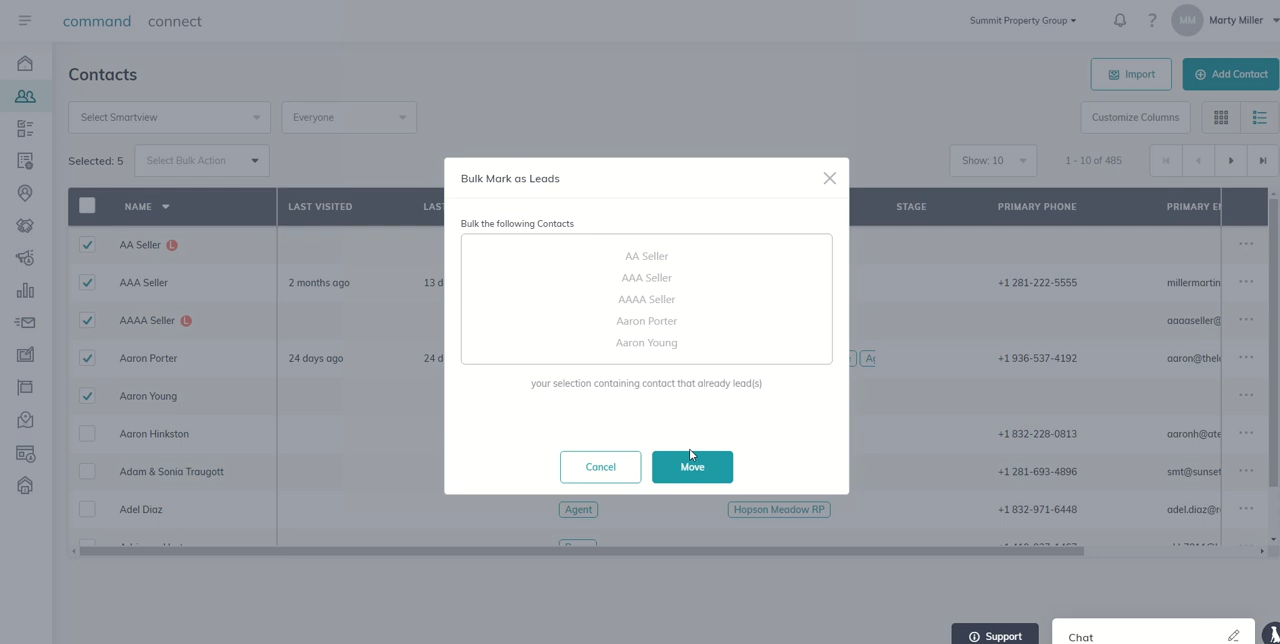 command connect Summit Property Group ? MM Marty Miller
Contacts Import Add Contact
Select Smartview Everyone Customize Columns
Selected: 5 Select Bulk Action Show: 10 1 - 10 of 485
NAME LAST VISITED LAST STAGE PRIMARY PHONE PRIMARY E
AA Seller L
AAA Seller 2 months ago 13 d +1 281-222-5555 millermartin
AAAA Seller L aaaaseller@
Aaron Porter 24 days ago 24 d +1 936-537-4192 aaron@thel
Aaron Young
Aaron Hinkston +1 832-228-0813 aaronh@ate
Adam & Sonia Traugott +1 281-693-4896 smt@sunset
Adel Diaz Agent Hopson Meadow RP +1 832-971-6448 adel.diaz@r
Bulk Mark as Leads
Bulk the following Contacts
AA Seller
AAA Seller
AAAA Seller
Aaron Porter
Aaron Young
your selection containing contact that already lead(s)
Cancel Move
Support Chat